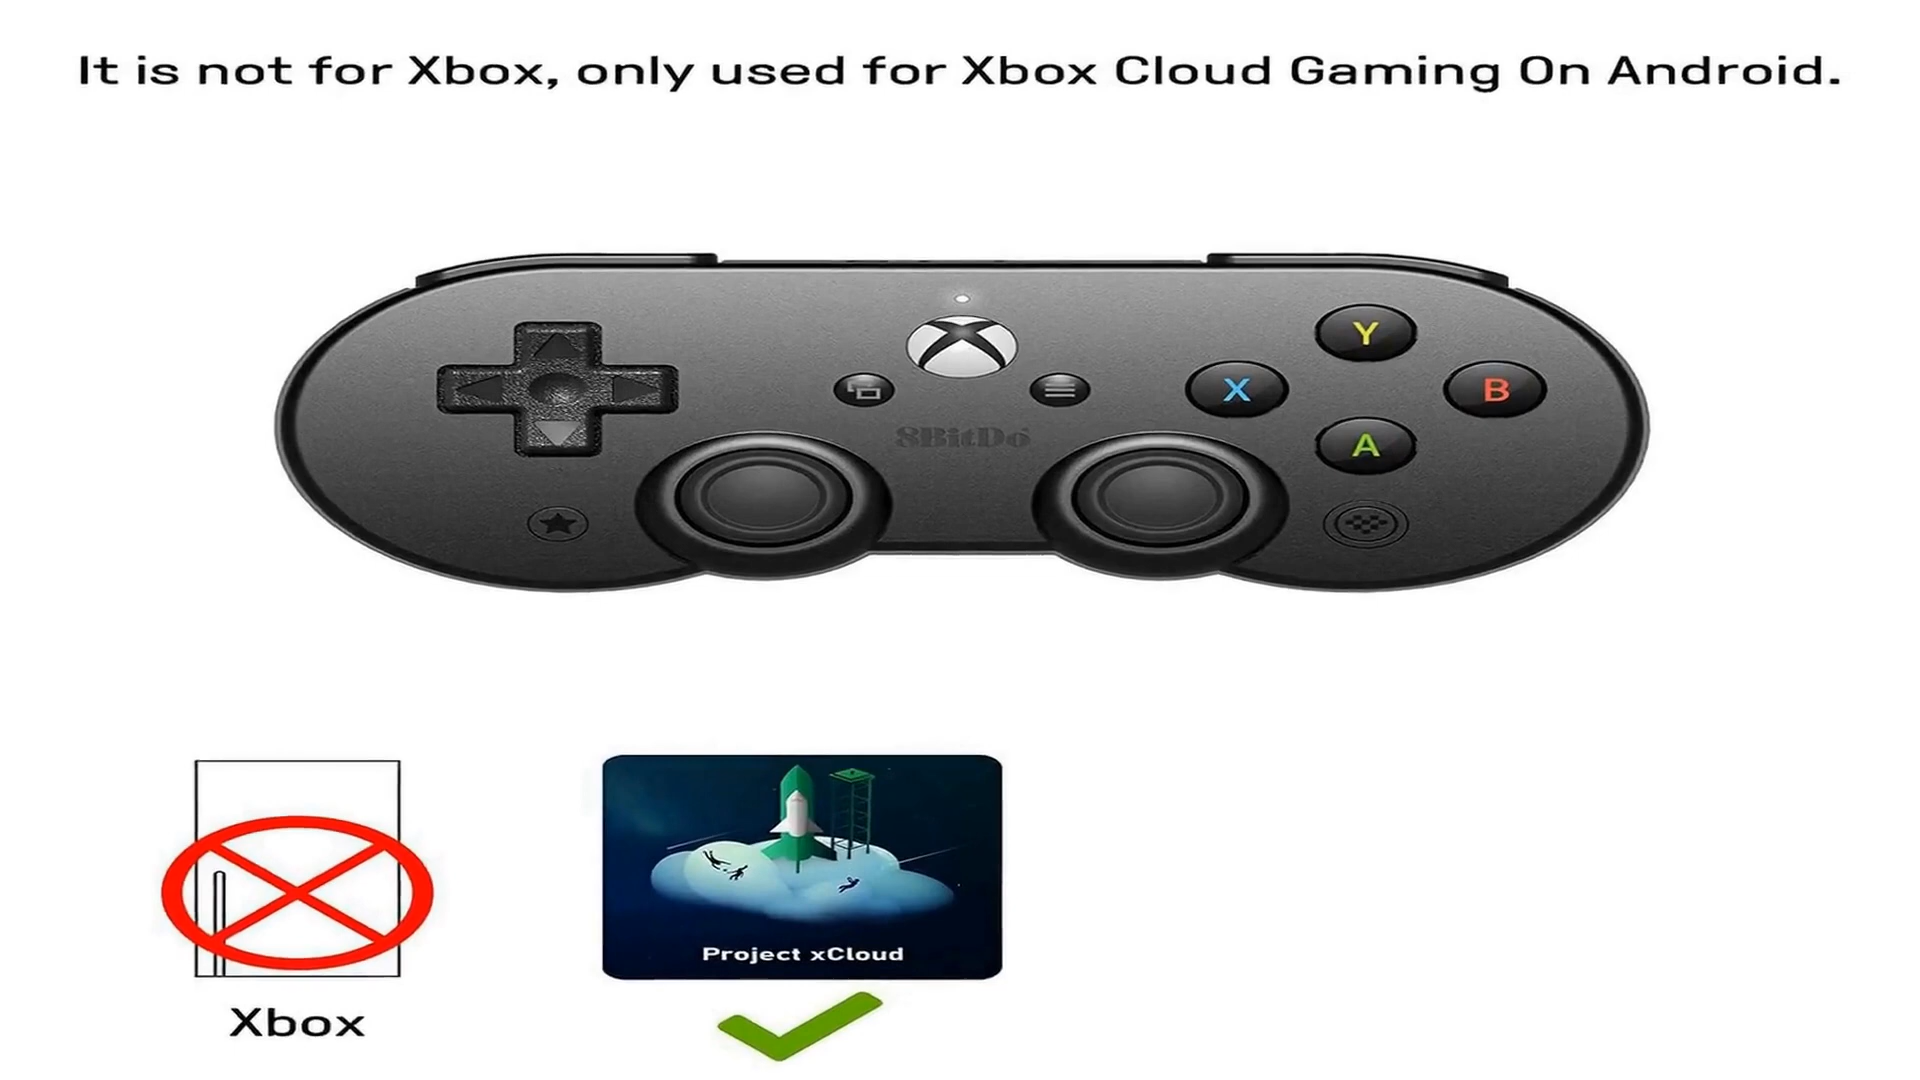 It is not for Xbox, only used for Xbox Cloud Gaming On Android.
Y
X
B
8BitDo
A
Project xCloud
Xbox